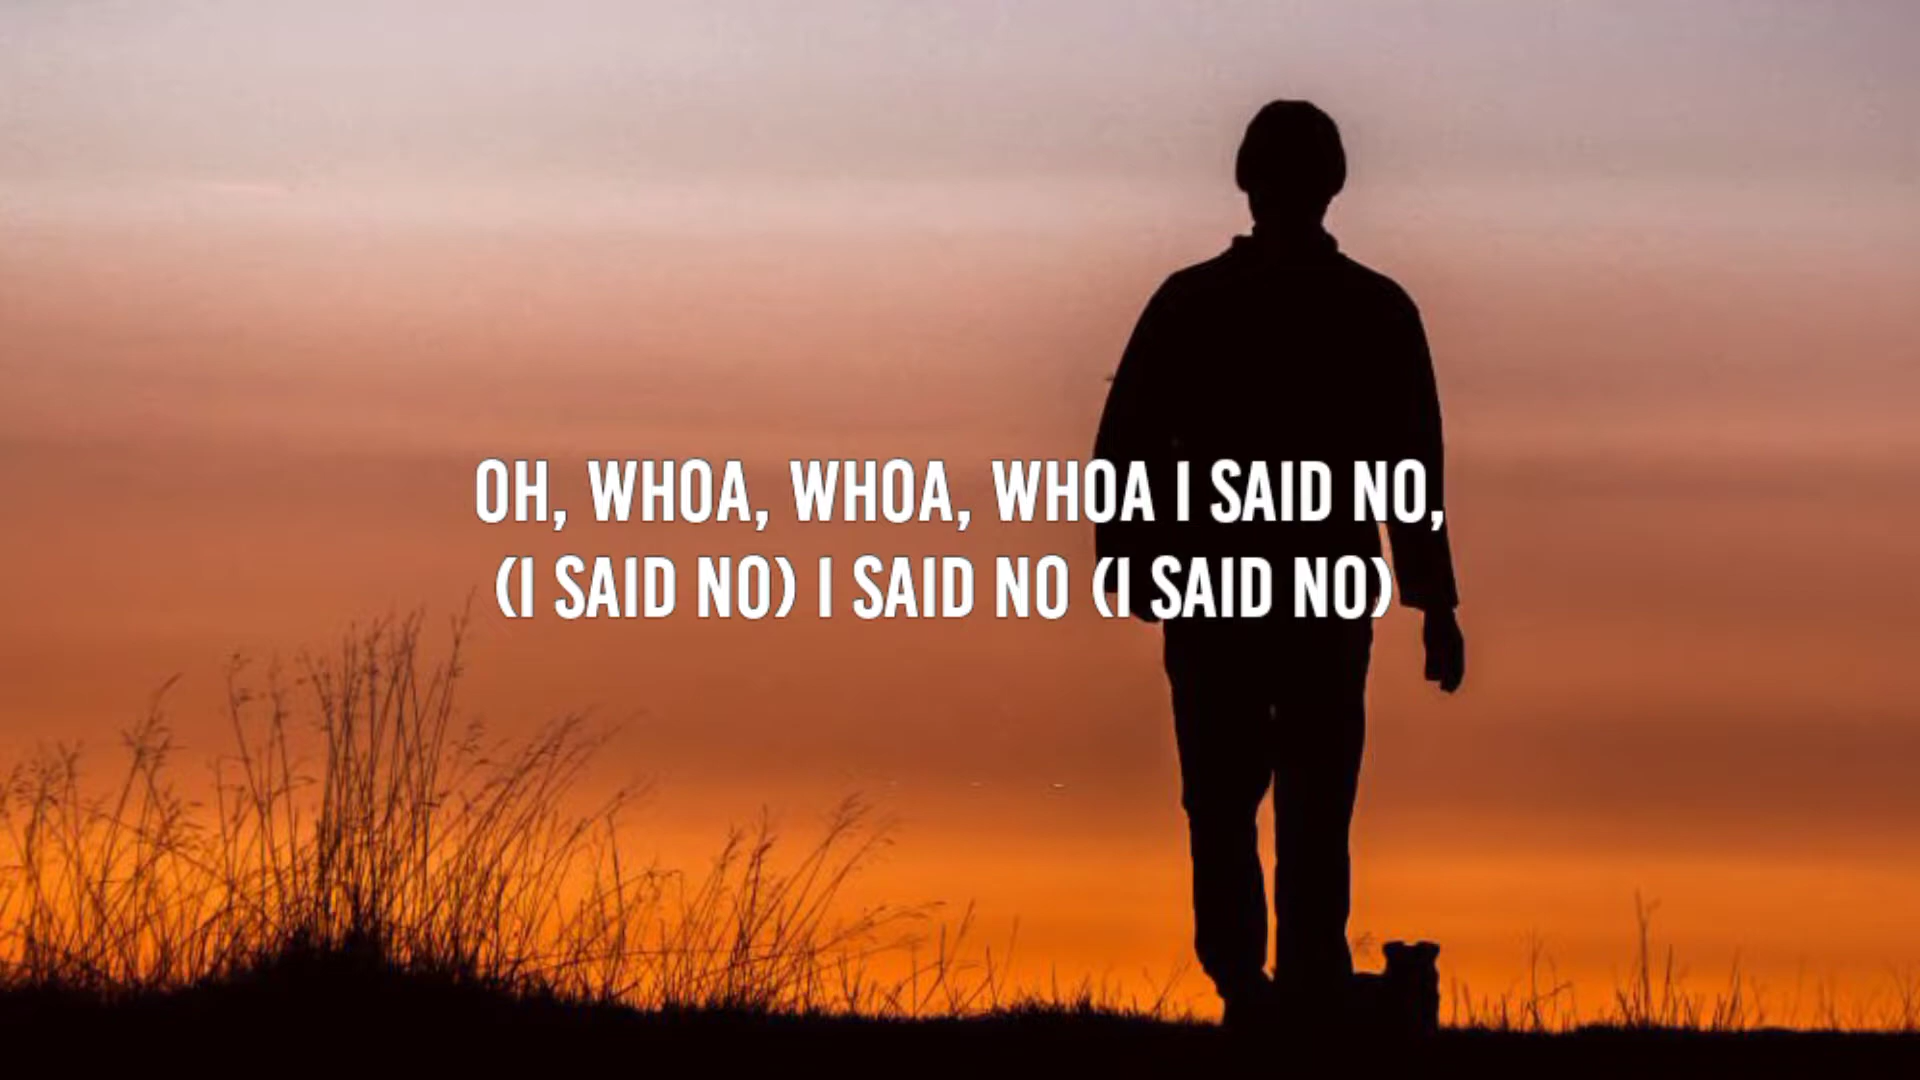 OH, WHOA, WHOA, WHOA I SAID NO,
(I SAID NO) I SAID NO (I SAID NO)